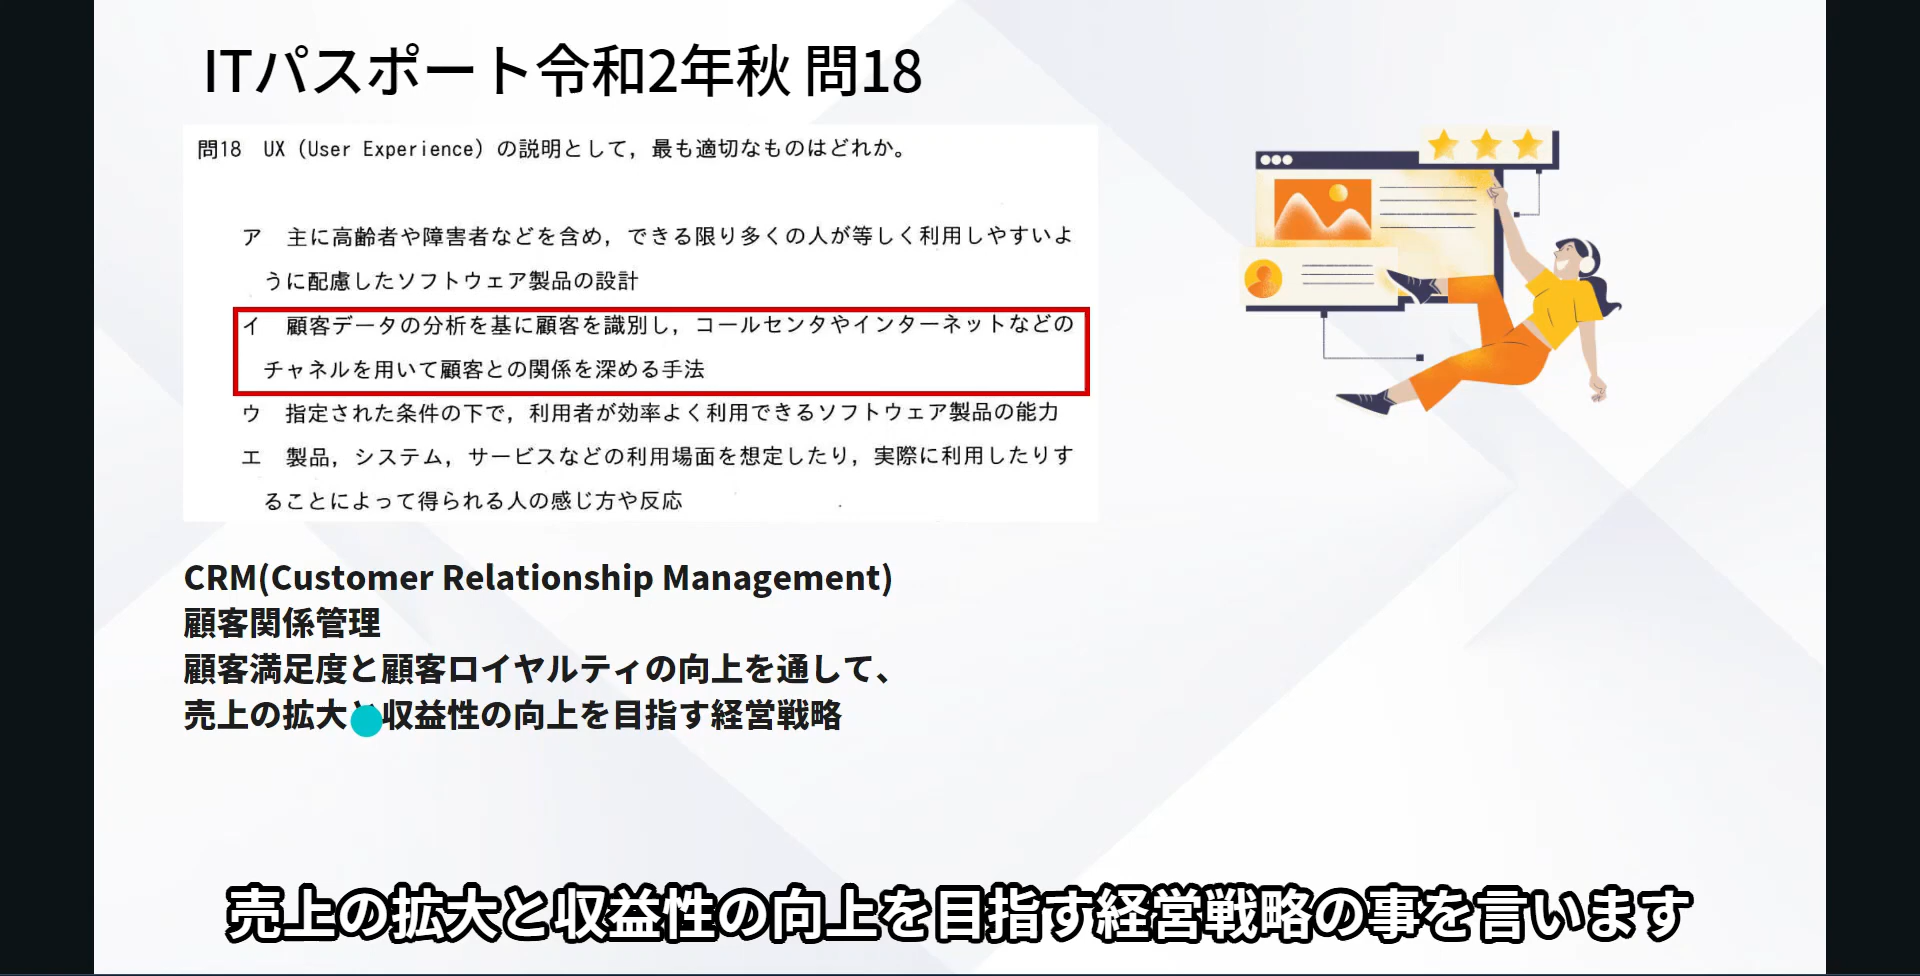 ITパスポート令和2年秋 問18
問18 UX（User Experience）の説明として，最も適切なものはどれか。
ア 主に高齢者や障害者などを含め，できる限り多くの人が等しく利用しやすいよ
うに配慮したソフトウェア製品の設計
イ 顧客データの分析を基に顧客を識別し，コールセンタやインターネットなどの
チャネルを用いて顧客との関係を深める手法
ウ 指定された条件の下で，利用者が効率よく利用できるソフトウェア製品の能力
エ 製品，システム，サービスなどの利用場面を想定したり，実際に利用したりす
ることによって得られる人の感じ方や反応
CRM(Customer Relationship Management)
顧客関係管理
顧客満足度と顧客ロイヤルティの向上を通して、
売上の拡大と収益性の向上を目指す経営戦略
売上の拡大と収益性の向上を目指す経営戦略の事を言います